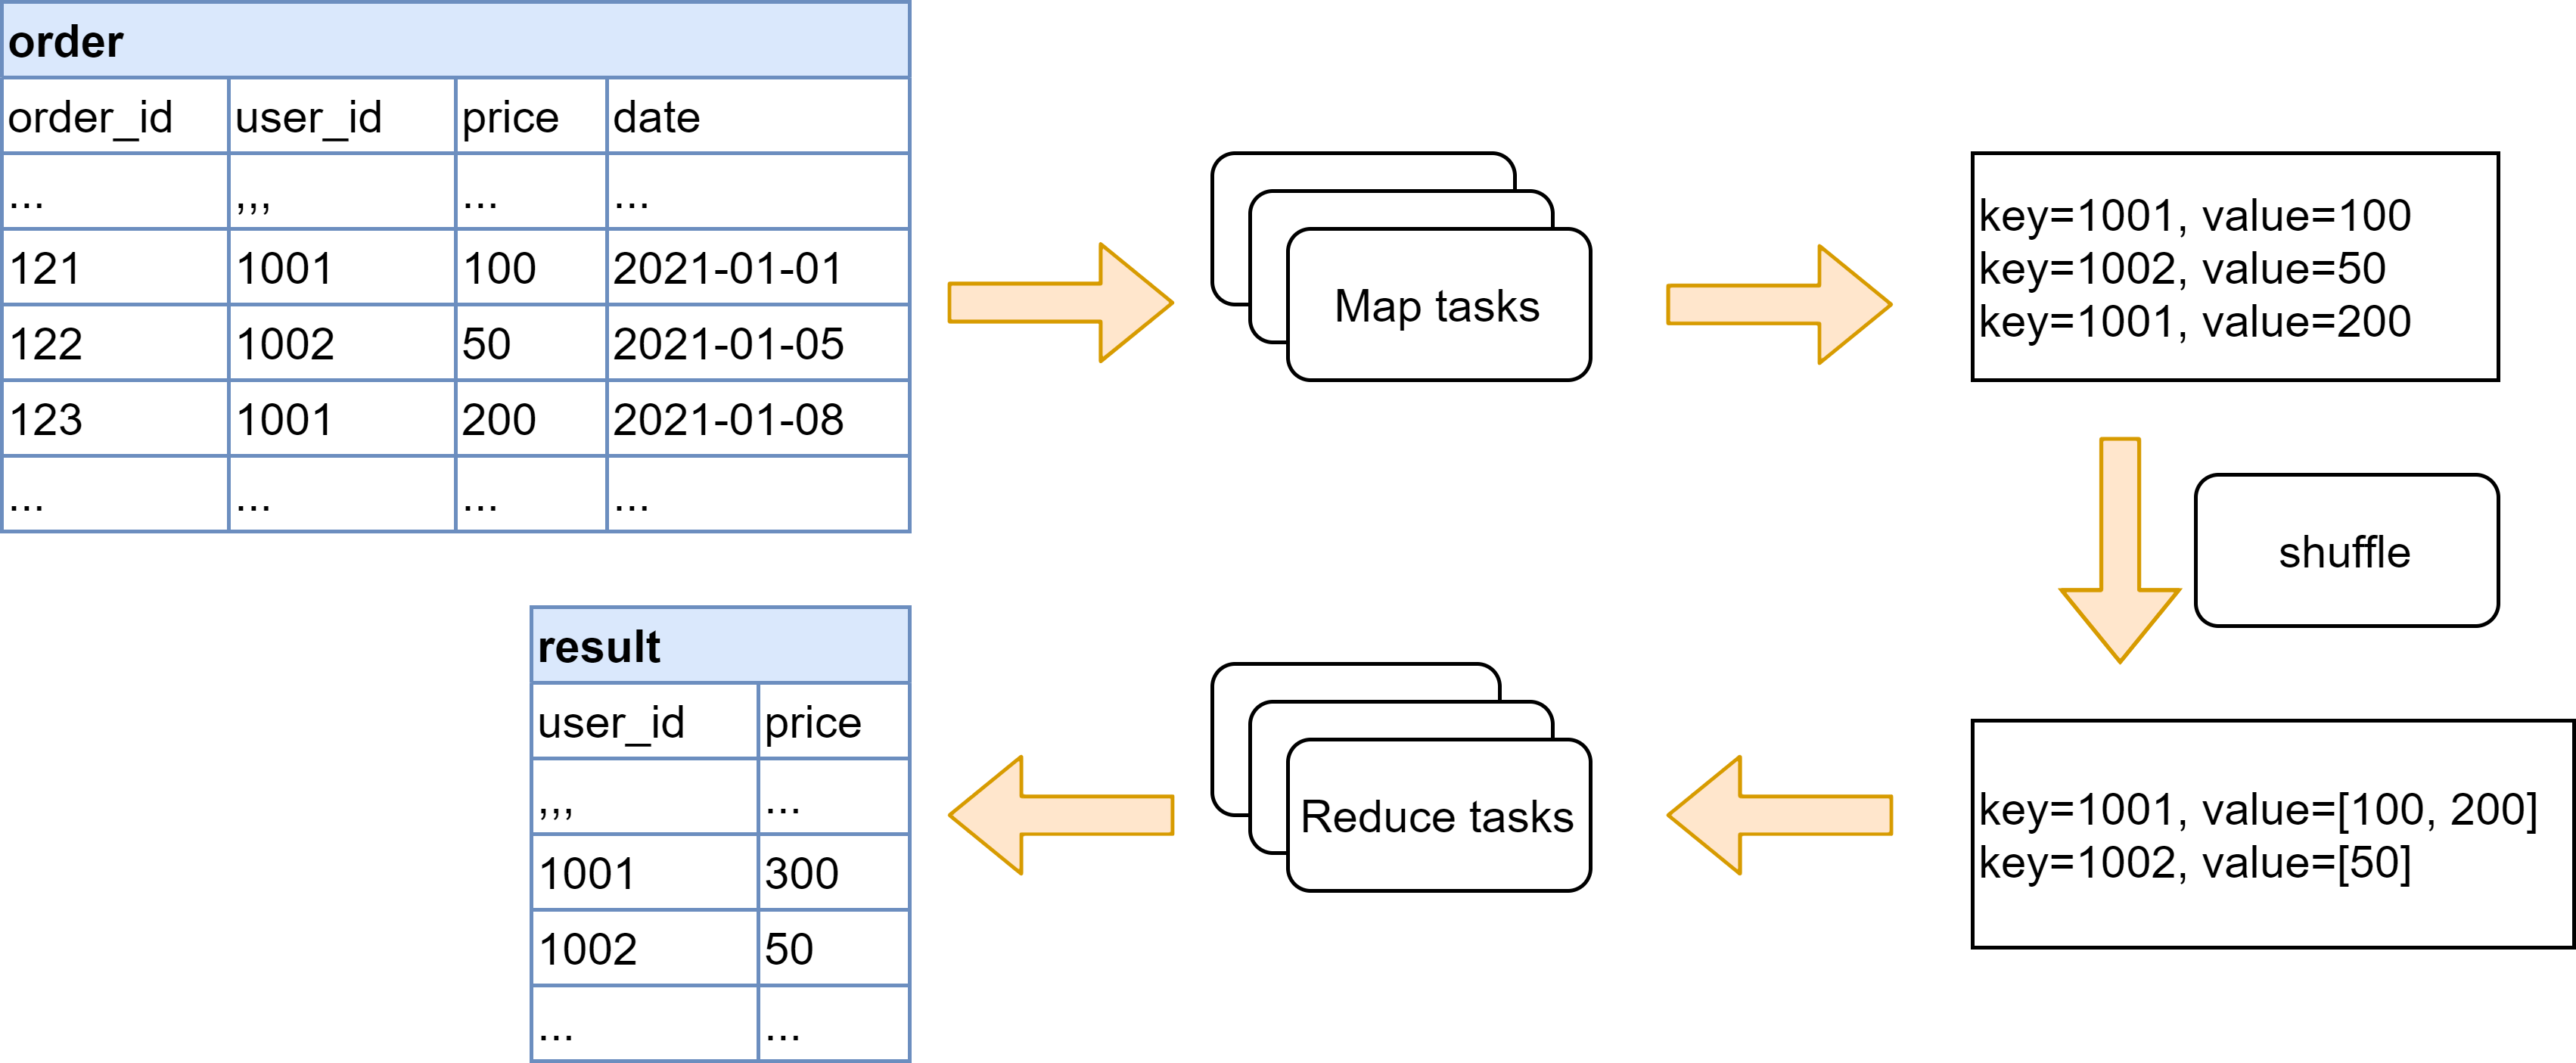 order
order_id user_id price date
... ,,, ... ...
121 1001 100 2021-01-01
122 1002 50 2021-01-05
123 1001 200 2021-01-08
... ... ... ...
Map tasks
key=1001, value=100
key=1002, value=50
key=1001, value=200
shuffle
key=1001, value=[100, 200]
key=1002, value=[50]
Reduce tasks
result
user_id price
,,, ...
1001 300
1002 50
... ...